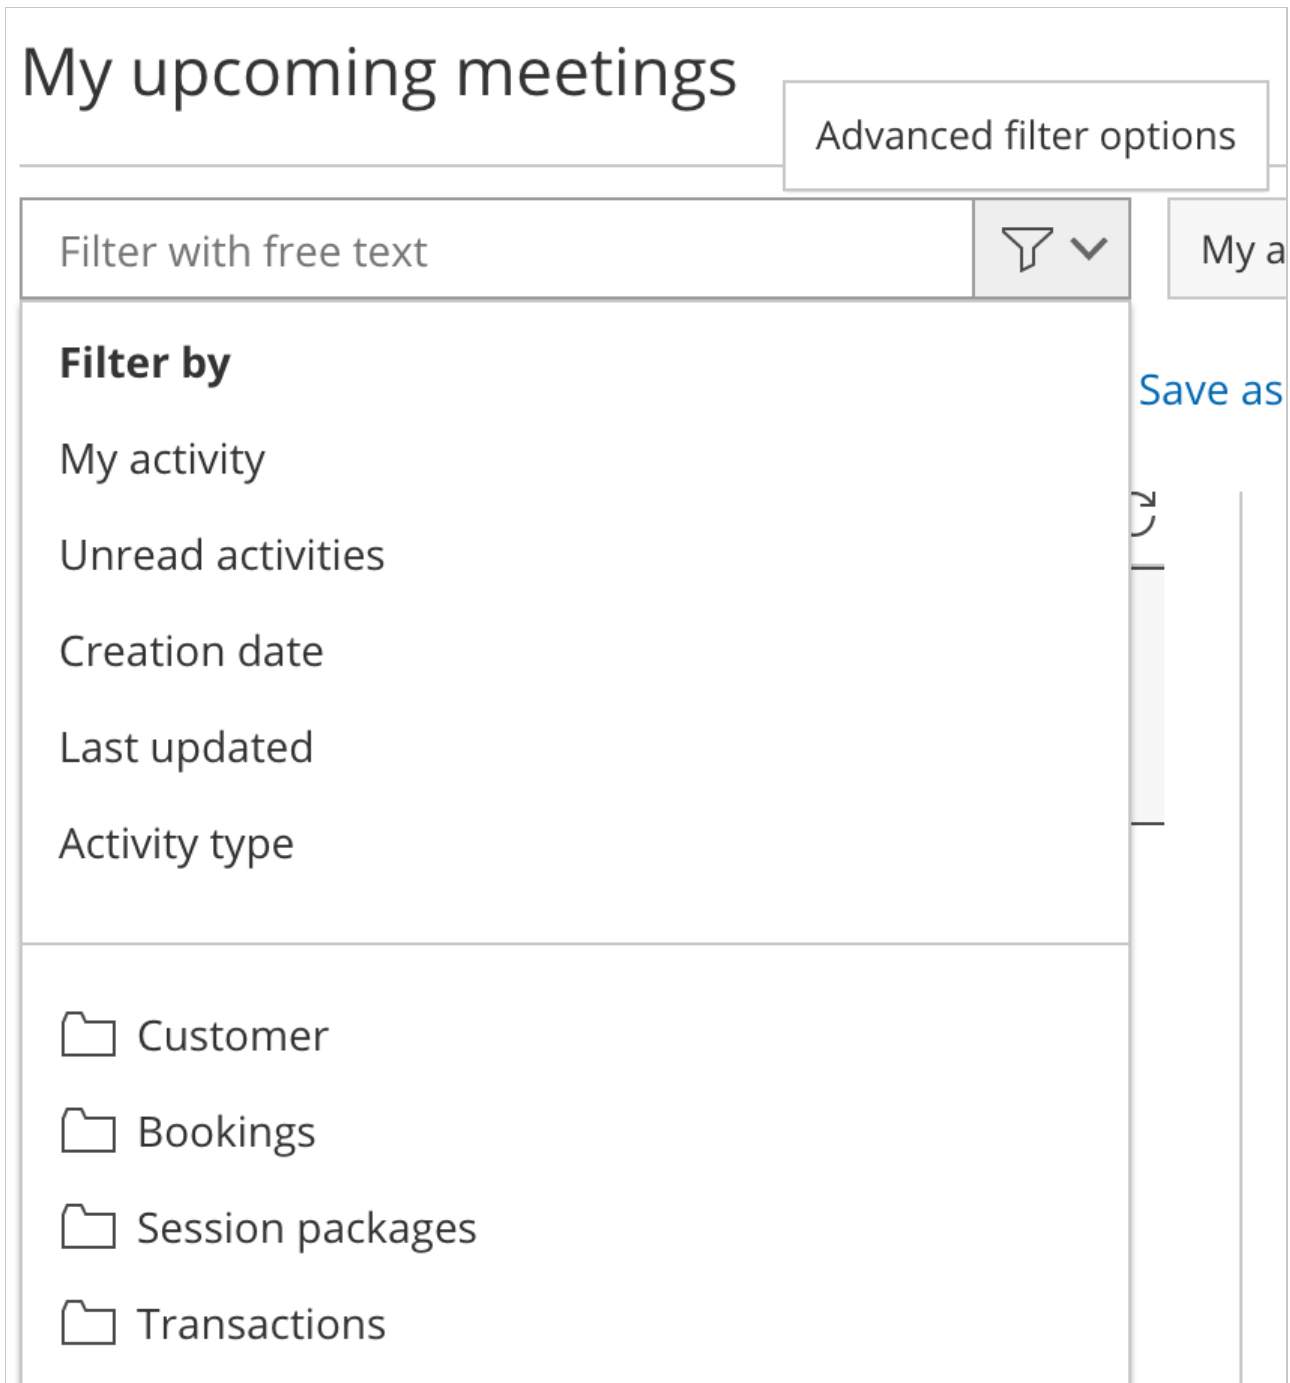 My upcoming meetings
Advanced filter options
Filter with free text
My a
Filter by
Save as
My activity
Unread activities
Creation date
Last updated
Activity type
Customer
Bookings
Session packages
Transactions